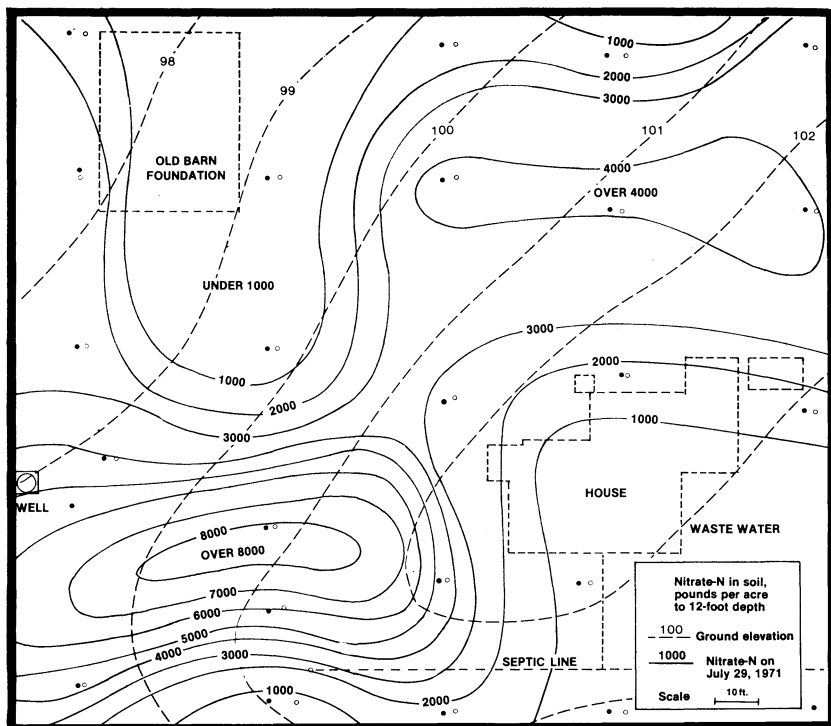 1000
98
2000
99
3000
100
101
102
OLD BARN
FOUNDATION
4000
OVER 4000
UNDER 1000
3000
2000
1000
2000
1000
3000
HOUSE
WELL
WASTE WATER
8000
OVER 8000
7000
6000
5000
4000
3000
SEPTIC LINE
1000
2000
Nitrate-N in soil,
pounds per acre
to 12-foot depth
100 Ground elevation
1000 Nitrate-N on
July 29, 1971
Scale 10 ft.